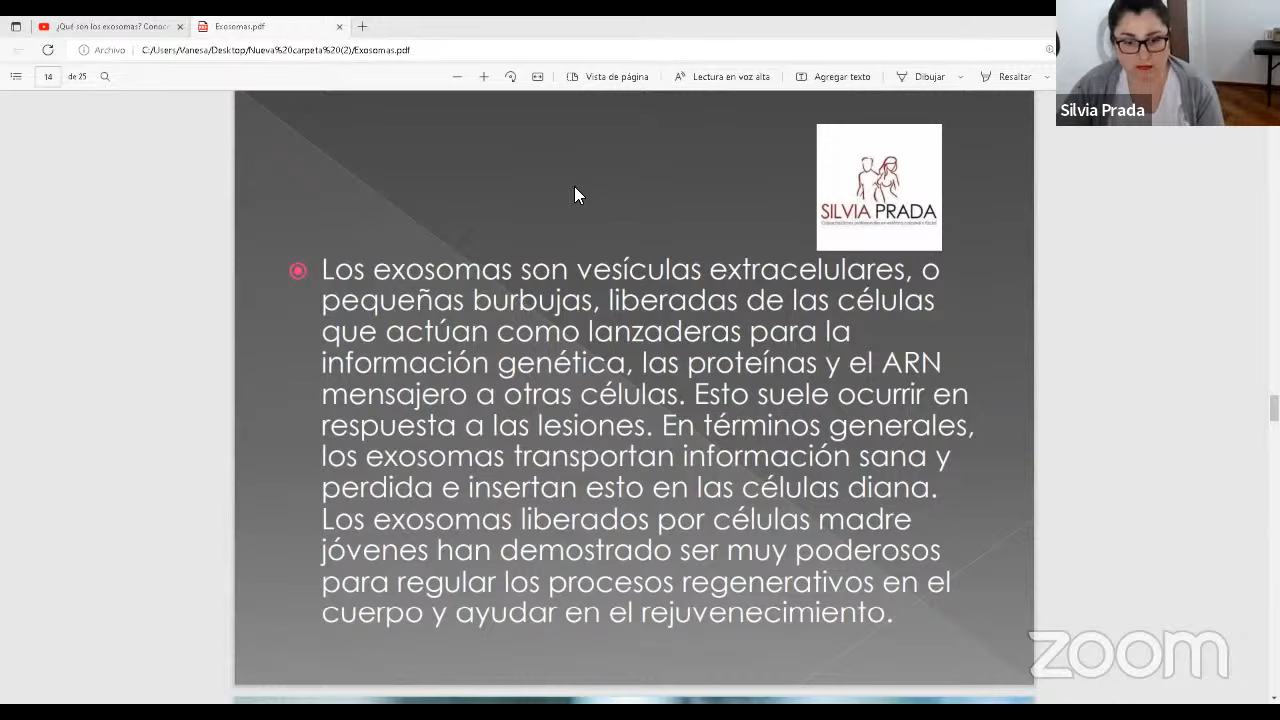 ¿Qué son los exosomas? Conoce
Exosomas.pdf
Archivo
C:/Users/Vanesa/Desktop/Nueva%20carpeta%20(2)/Exosomas.pdf
14 de 25
Vista de página
Lectura en voz alta
Agregar texto
Dibujar
Resaltar
Silvia Prada
SILVIA PRADA
Los exosomas son vesículas extracelulares, o
pequeñas burbujas, liberadas de las células
que actúan como lanzaderas para la
información genética, las proteínas y el ARN
mensajero a otras células. Esto suele ocurrir en
respuesta a las lesiones. En términos generales,
los exosomas transportan información sana y
perdida e insertan esto en las células diana.
Los exosomas liberados por células madre
jóvenes han demostrado ser muy poderosos
para regular los procesos regenerativos en el
cuerpo y ayudar en el rejuvenecimiento.
zoom